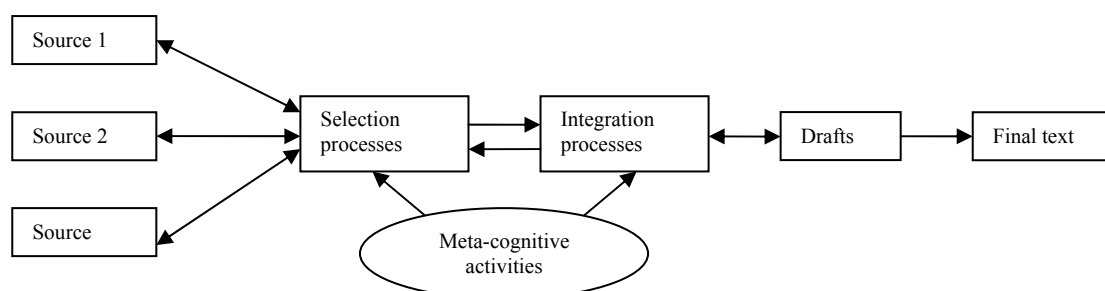 Source 1
Source 2
Source
Selection
processes
Integration
processes
Drafts
Final text
Meta-cognitive
activities